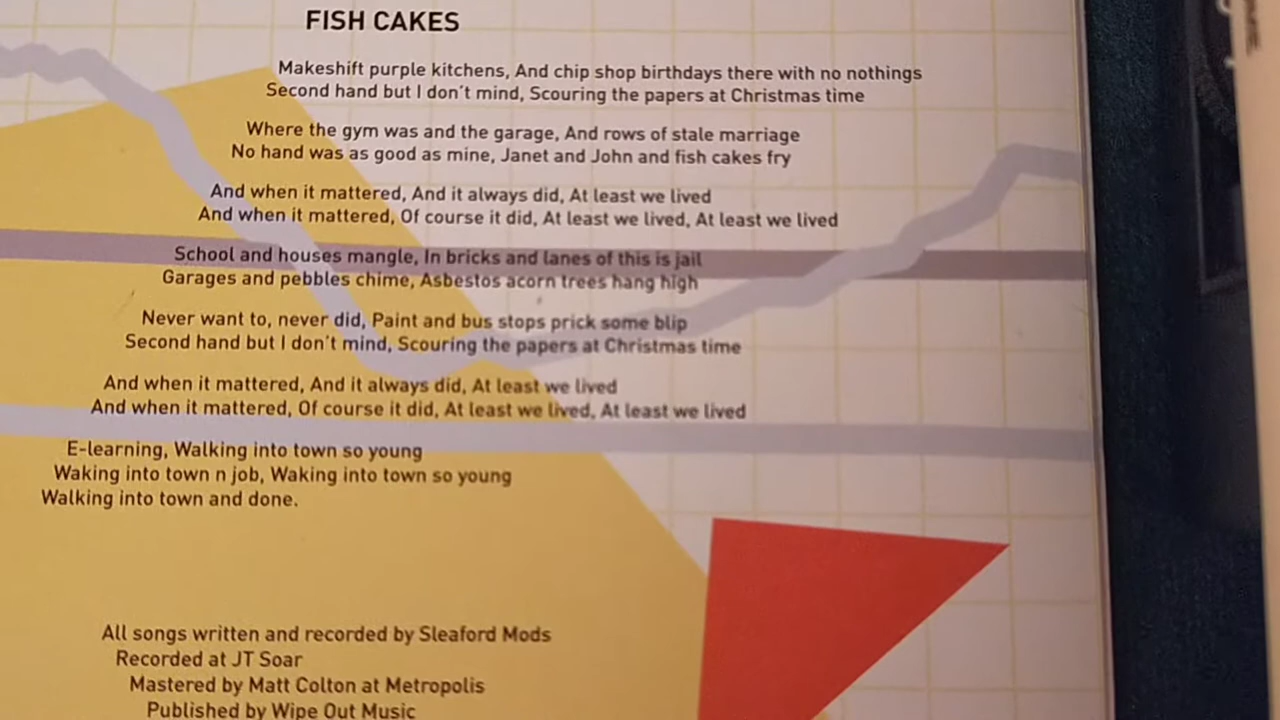 FISH CAKES
Makeshift purple kitchens, And chip shop birthdays there with no nothings
Second hand but I don't mind, Scouring the papers at Christmas time
Where the gym was and the garage, And rows of stale marriage
No hand was as good as mine, Janet and John and fish cakes fry
And when it mattered, And it always did, At least we lived
And when it mattered, Of course it did, At least we lived, At least we lived
School and houses mangle, In bricks and lanes of this is jail
Garages and pebbles chime, Asbestos acorn trees hang high
Never want to, never did, Paint and bus stops prick some blip
Second hand but I don't mind, Scouring the papers at Christmas time
And when it mattered, And it always did, At least we lived
And when it mattered, Of course it did, At least we lived, At least we lived
E-learning, Walking into town so young
Waking into town n job, Waking into town so young
Walking into town and done.
All songs written and recorded by Sleaford Mods
Recorded at JT Soar
Mastered by Matt Colton at Metropolis
Published by Wipe Out Music